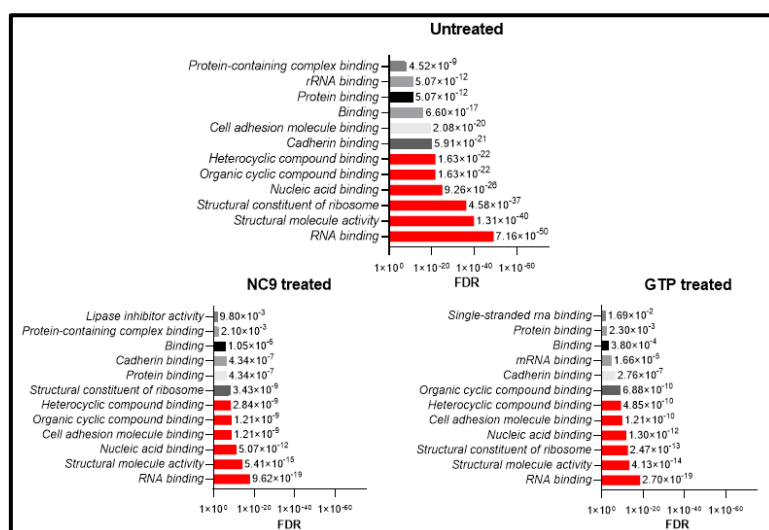 Untreated
Protein-containing complex binding 4.52×10⁻⁹
rRNA binding 5.07×10⁻¹²
Protein binding 5.07×10⁻¹²
Binding 6.60×10⁻¹⁷
Cell adhesion molecule binding 2.08×10⁻²⁰
Cadherin binding 5.91×10⁻²¹
Heterocyclic compound binding 1.63×10⁻²²
Organic cyclic compound binding 1.63×10⁻²²
Nucleic acid binding 9.26×10⁻²⁶
Structural constituent of ribosome 4.58×10⁻³⁷
Structural molecule activity 1.31×10⁻⁴⁰
RNA binding 7.16×10⁻⁵⁰
1×10⁰ 1×10⁻²⁰ 1×10⁻⁴⁰ 1×10⁻⁶⁰
FDR
NC9 treated
Lipase inhibitor activity 9.80×10⁻³
Protein-containing complex binding 2.10×10⁻³
Binding 1.05×10⁻⁶
Cadherin binding 4.34×10⁻⁷
Protein binding 4.34×10⁻⁷
Structural constituent of ribosome 3.43×10⁻⁹
Heterocyclic compound binding 2.84×10⁻⁹
Organic cyclic compound binding 1.21×10⁻⁹
Cell adhesion molecule binding 1.21×10⁻⁹
Nucleic acid binding 5.07×10⁻¹²
Structural molecule activity 5.41×10⁻¹⁵
RNA binding 9.62×10⁻¹⁹
1×10⁰ 1×10⁻²⁰ 1×10⁻⁴⁰ 1×10⁻⁶⁰
FDR
GTP treated
Single-stranded rna binding 1.69×10⁻²
Protein binding 2.30×10⁻³
Binding 3.80×10⁻⁴
mRNA binding 1.66×10⁻⁵
Cadherin binding 2.76×10⁻⁷
Organic cyclic compound binding 6.88×10⁻¹⁰
Heterocyclic compound binding 4.85×10⁻¹⁰
Cell adhesion molecule binding 1.21×10⁻¹⁰
Nucleic acid binding 1.30×10⁻¹²
Structural constituent of ribosome 2.47×10⁻¹³
Structural molecule activity 4.13×10⁻¹⁴
RNA binding 2.70×10⁻¹⁹
1×10⁰ 1×10⁻²⁰ 1×10⁻⁴⁰ 1×10⁻⁶⁰
FDR